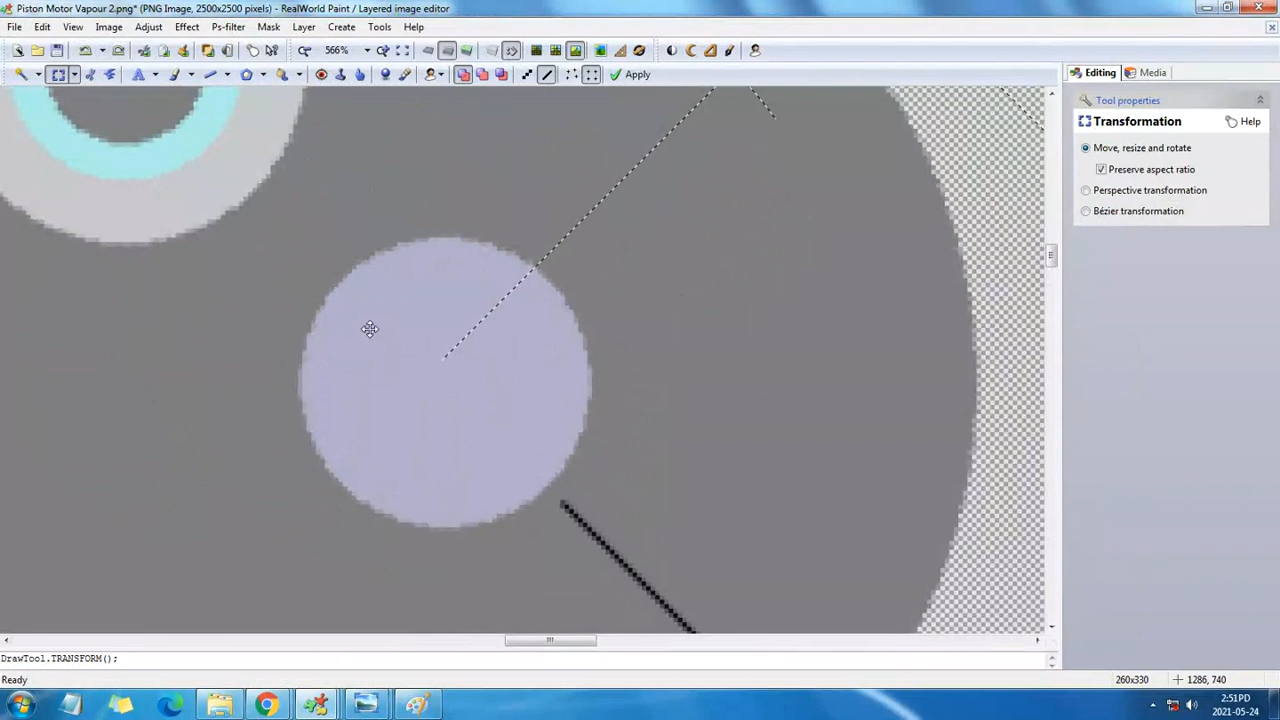 Piston Motor Vapour 2.png* (PNG Image, 2500x2500 pixels) - RealWorld Paint / Layered image editor
File Edit View Image Adjust Effect Ps-filter Mask Layer Create Tools Help
566%
Apply
Editing Media
Tool properties
Transformation Help
Move, resize and rotate
Preserve aspect ratio
Perspective transformation
Bézier transformation
DrawTool.TRANSFORM();
Ready 260x330 1286, 740
2:51PD
2021-05-24